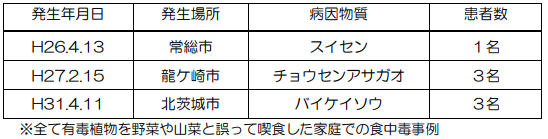 発生年月日 発生場所 病因物質 患者数
H26.4.13 常総市 スイセン 1名
H27.2.15 龍ケ崎市 チョウセンアサガオ 3名
H31.4.11 北茨城市 バイケイソウ 3名
※全て有毒植物を野菜や山菜と誤って喫食した家庭での食中毒事例